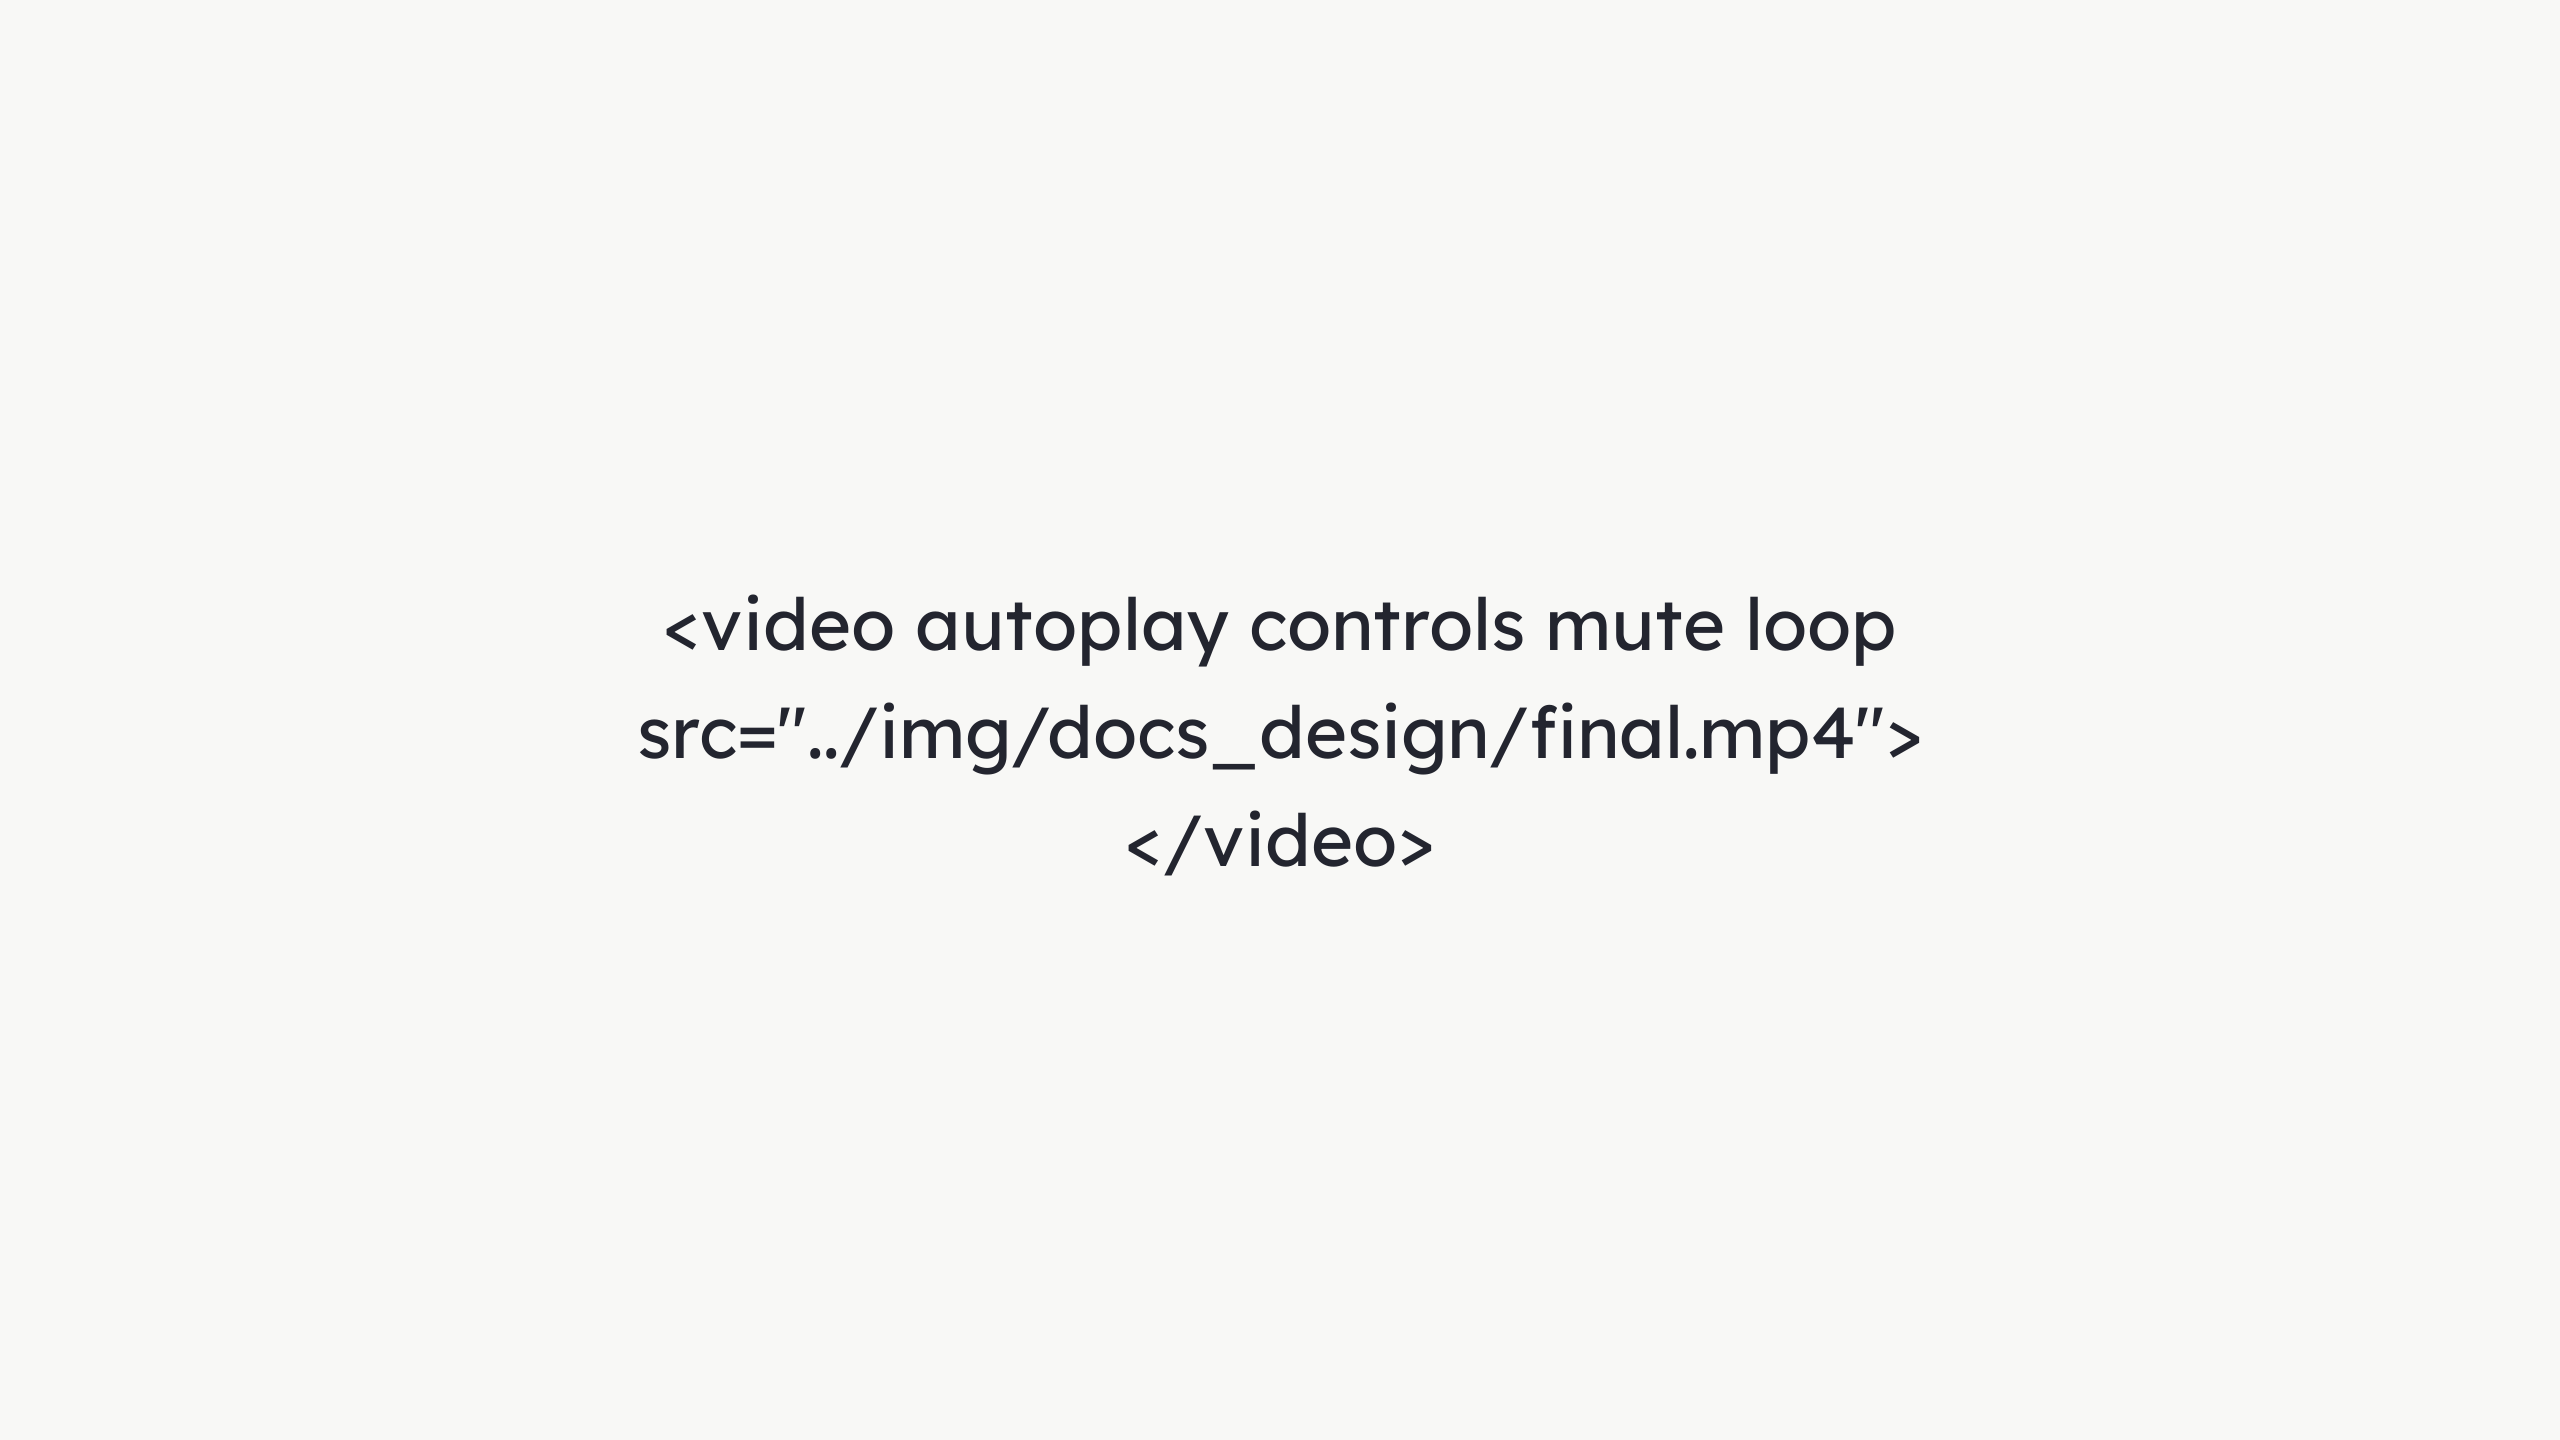 <video autoplay controls mute loop
src="../img/docs_design/final.mp4">
</video>